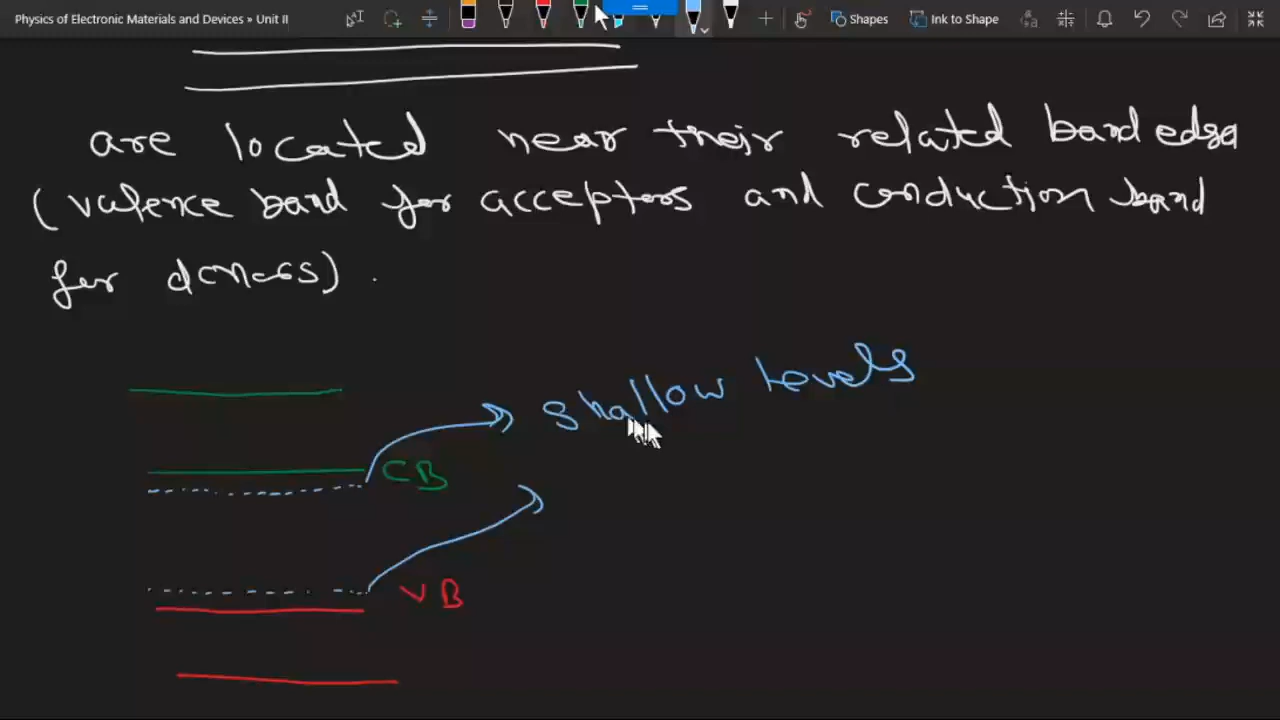 Physics of Electronic Materials and Devices » Unit II
Shapes
Ink to Shape
are located near their related band edge
(valence band for acceptors and conduction band
for donors).
shallow Levels
CB
VB